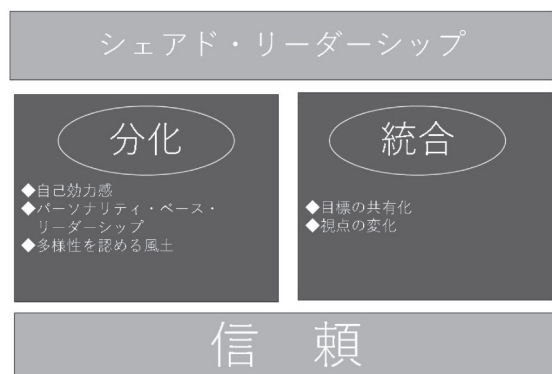 シェアド・リーダーシップ
分化
◆自己効力感
◆パーソナリティ・ベース・
リーダーシップ
◆多様性を認める風土
統合
◆目標の共有化
◆視点の変化
信 頼